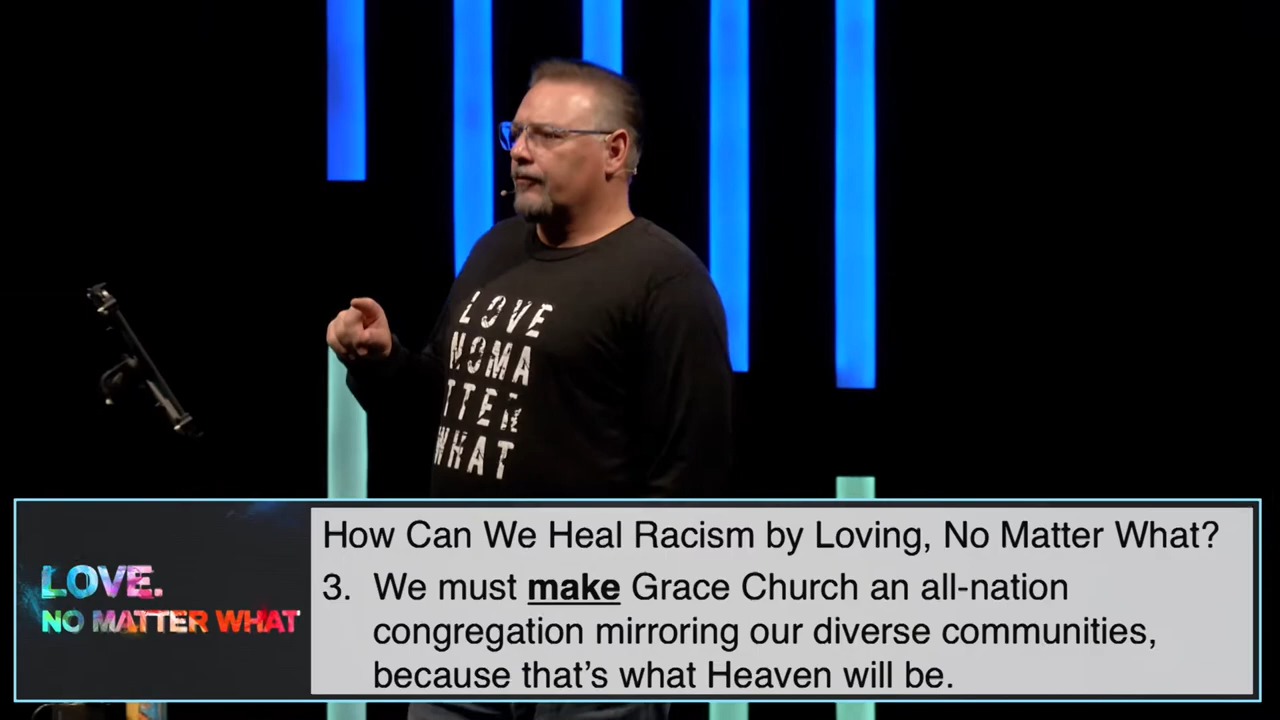 LOVE
NOMA
TTER
WHAT
How Can We Heal Racism by Loving, No Matter What?
LOVE.
NO MATTER WHAT
3. We must make Grace Church an all-nation
congregation mirroring our diverse communities,
because that's what Heaven will be.